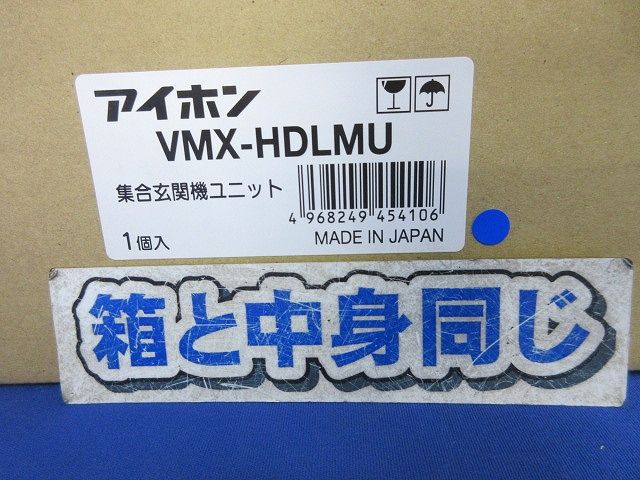 アイホン
VMX-HDLMU
集合玄関機ユニット
4 968249 454106
1個入
MADE IN JAPAN
箱と中身同じ